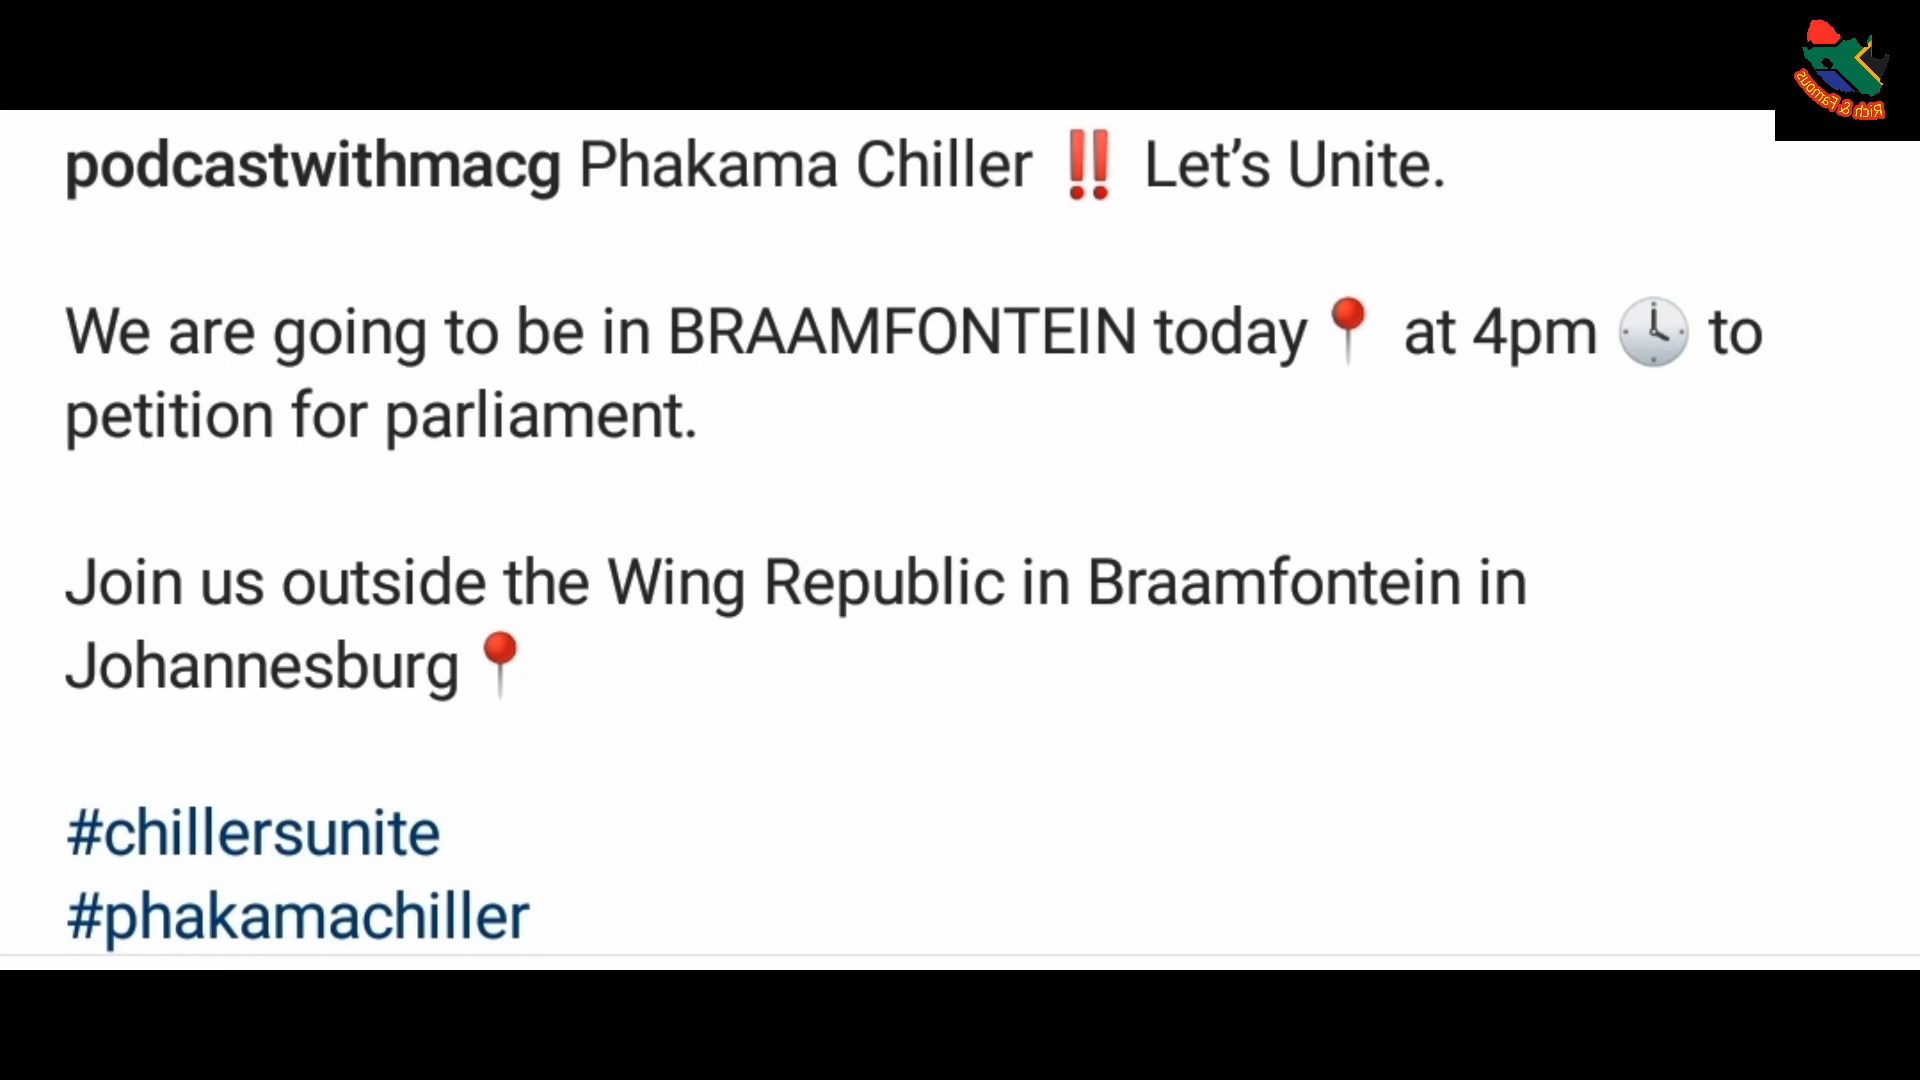 Rich & Famous
podcastwithmacg Phakama Chiller ‼️ Let’s Unite.
We are going to be in BRAAMFONTEIN today📍 at 4pm 🕓 to
petition for parliament.
Join us outside the Wing Republic in Braamfontein in
Johannesburg📍
#chillersunite
#phakamachiller